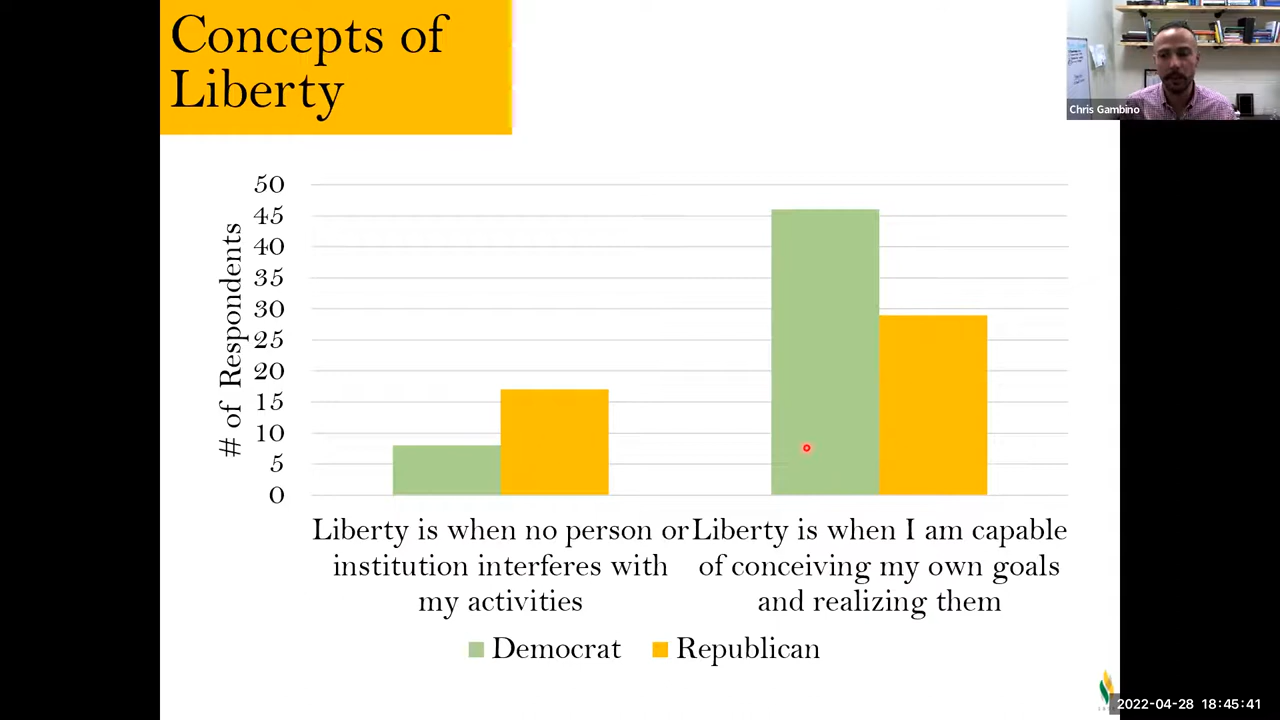 Concepts of
Liberty
Chris Gambino
# of Respondents
50
45
40
35
30
25
20
15
10
5
0
Liberty is when no person or
institution interferes with
my activities
Liberty is when I am capable
of conceiving my own goals
and realizing them
Democrat
Republican
2022-04-28 18:45:41